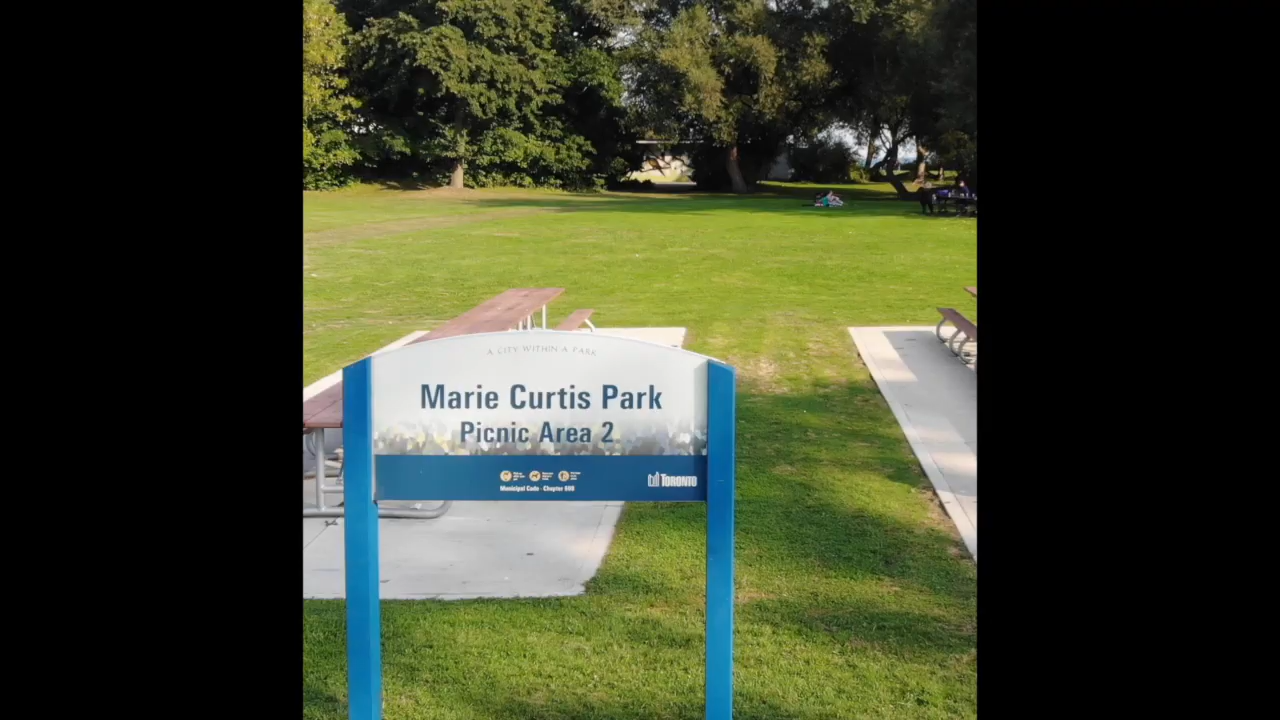 A CITY WITHIN A PARK
Marie Curtis Park
Picnic Area 2
Municipal Code - Chapter 608
TORONTO